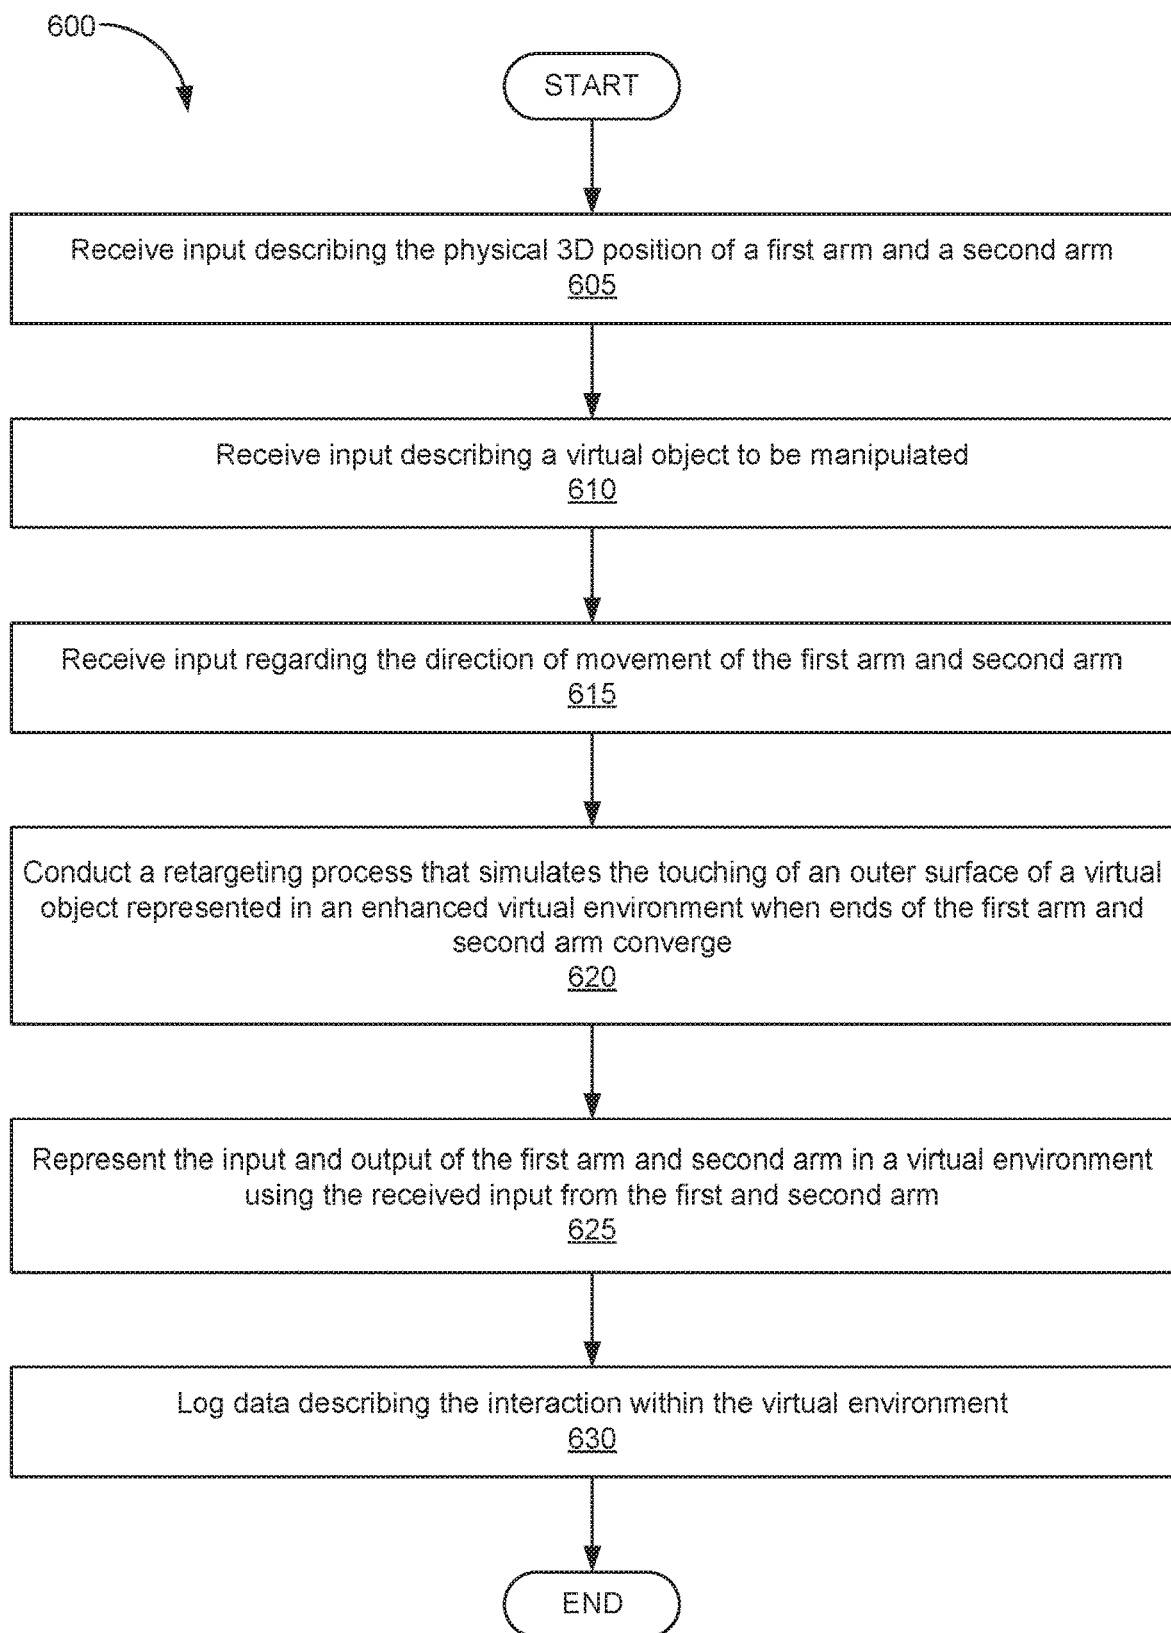 600
START
Receive input describing the physical 3D position of a first arm and a second arm
605
Receive input describing a virtual object to be manipulated
610
Receive input regarding the direction of movement of the first arm and second arm
615
Conduct a retargeting process that simulates the touching of an outer surface of a virtual
object represented in an enhanced virtual environment when ends of the first arm and
second arm converge
620
Represent the input and output of the first arm and second arm in a virtual environment
using the received input from the first and second arm
625
Log data describing the interaction within the virtual environment
630
END